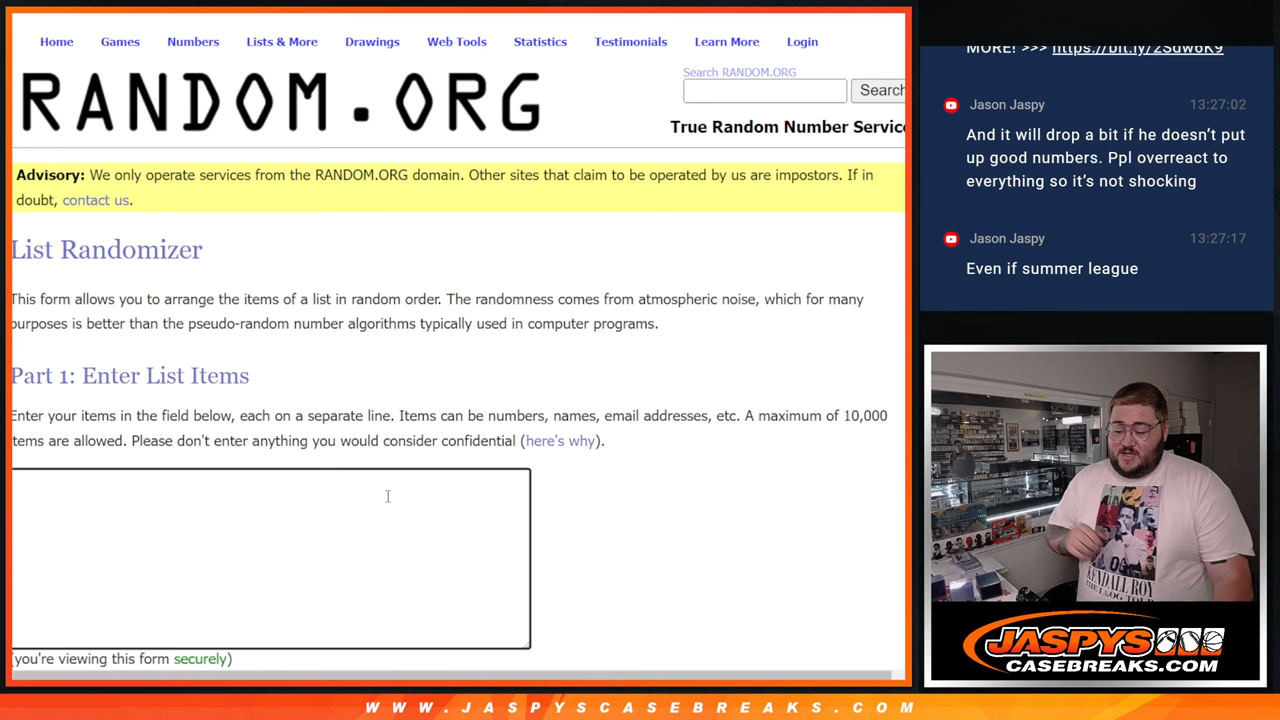 Home Games Numbers Lists & More Drawings Web Tools Statistics Testimonials Learn More Login
RANDOM.ORG
Search RANDOM.ORG
Search
True Random Number Service
Advisory: We only operate services from the RANDOM.ORG domain. Other sites that claim to be operated by us are impostors. If in
doubt, contact us.
List Randomizer
This form allows you to arrange the items of a list in random order. The randomness comes from atmospheric noise, which for many
purposes is better than the pseudo-random number algorithms typically used in computer programs.
Part 1: Enter List Items
Enter your items in the field below, each on a separate line. Items can be numbers, names, email addresses, etc. A maximum of 10,000
items are allowed. Please don't enter anything you would consider confidential (here's why).
(you're viewing this form securely)
MORE! >>> https://bit.ly/2Sdw6K9
Jason Jaspy 13:27:02
And it will drop a bit if he doesn't put
up good numbers. Ppl overreact to
everything so it's not shocking
Jason Jaspy 13:27:17
Even if summer league
KENDALL ROY
JASPYS
CASEBREAKS.COM
WWW.JASPYSCASEBREAKS.COM